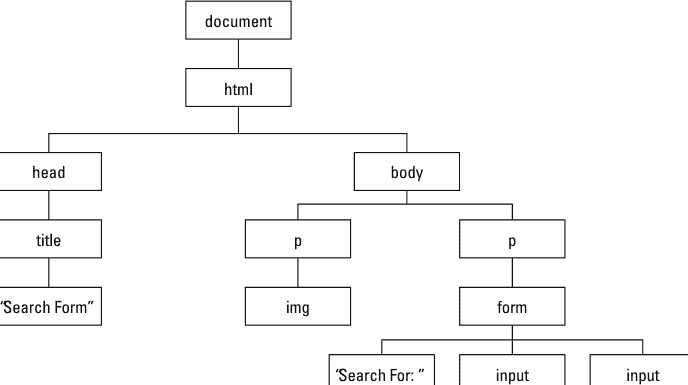 document
html
head
body
title
p
p
"Search Form"
img
form
"Search For: "
input
input